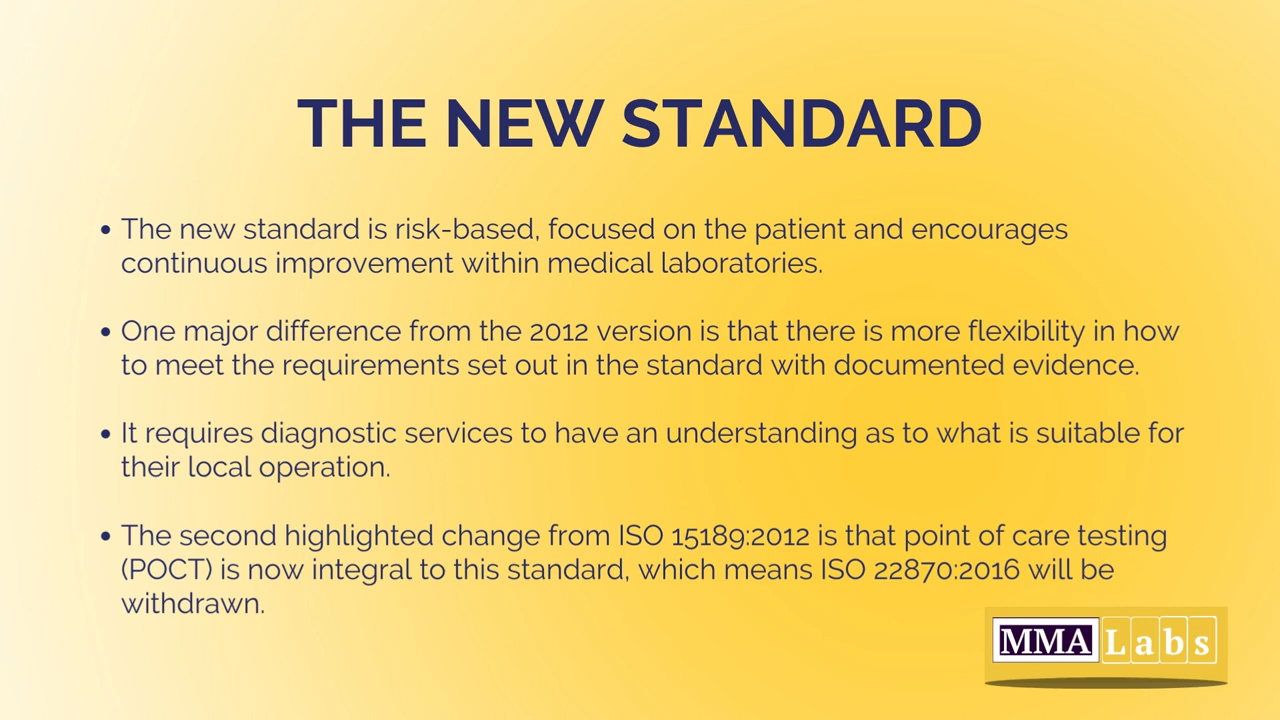 THE NEW STANDARD
• The new standard is risk-based, focused on the patient and encourages
continuous improvement within medical laboratories.
• One major difference from the 2012 version is that there is more flexibility in how
to meet the requirements set out in the standard with documented evidence.
• It requires diagnostic services to have an understanding as to what is suitable for
their local operation.
• The second highlighted change from ISO 15189:2012 is that point of care testing
(POCT) is now integral to this standard, which means ISO 22870:2016 will be
withdrawn.
MMA Labs